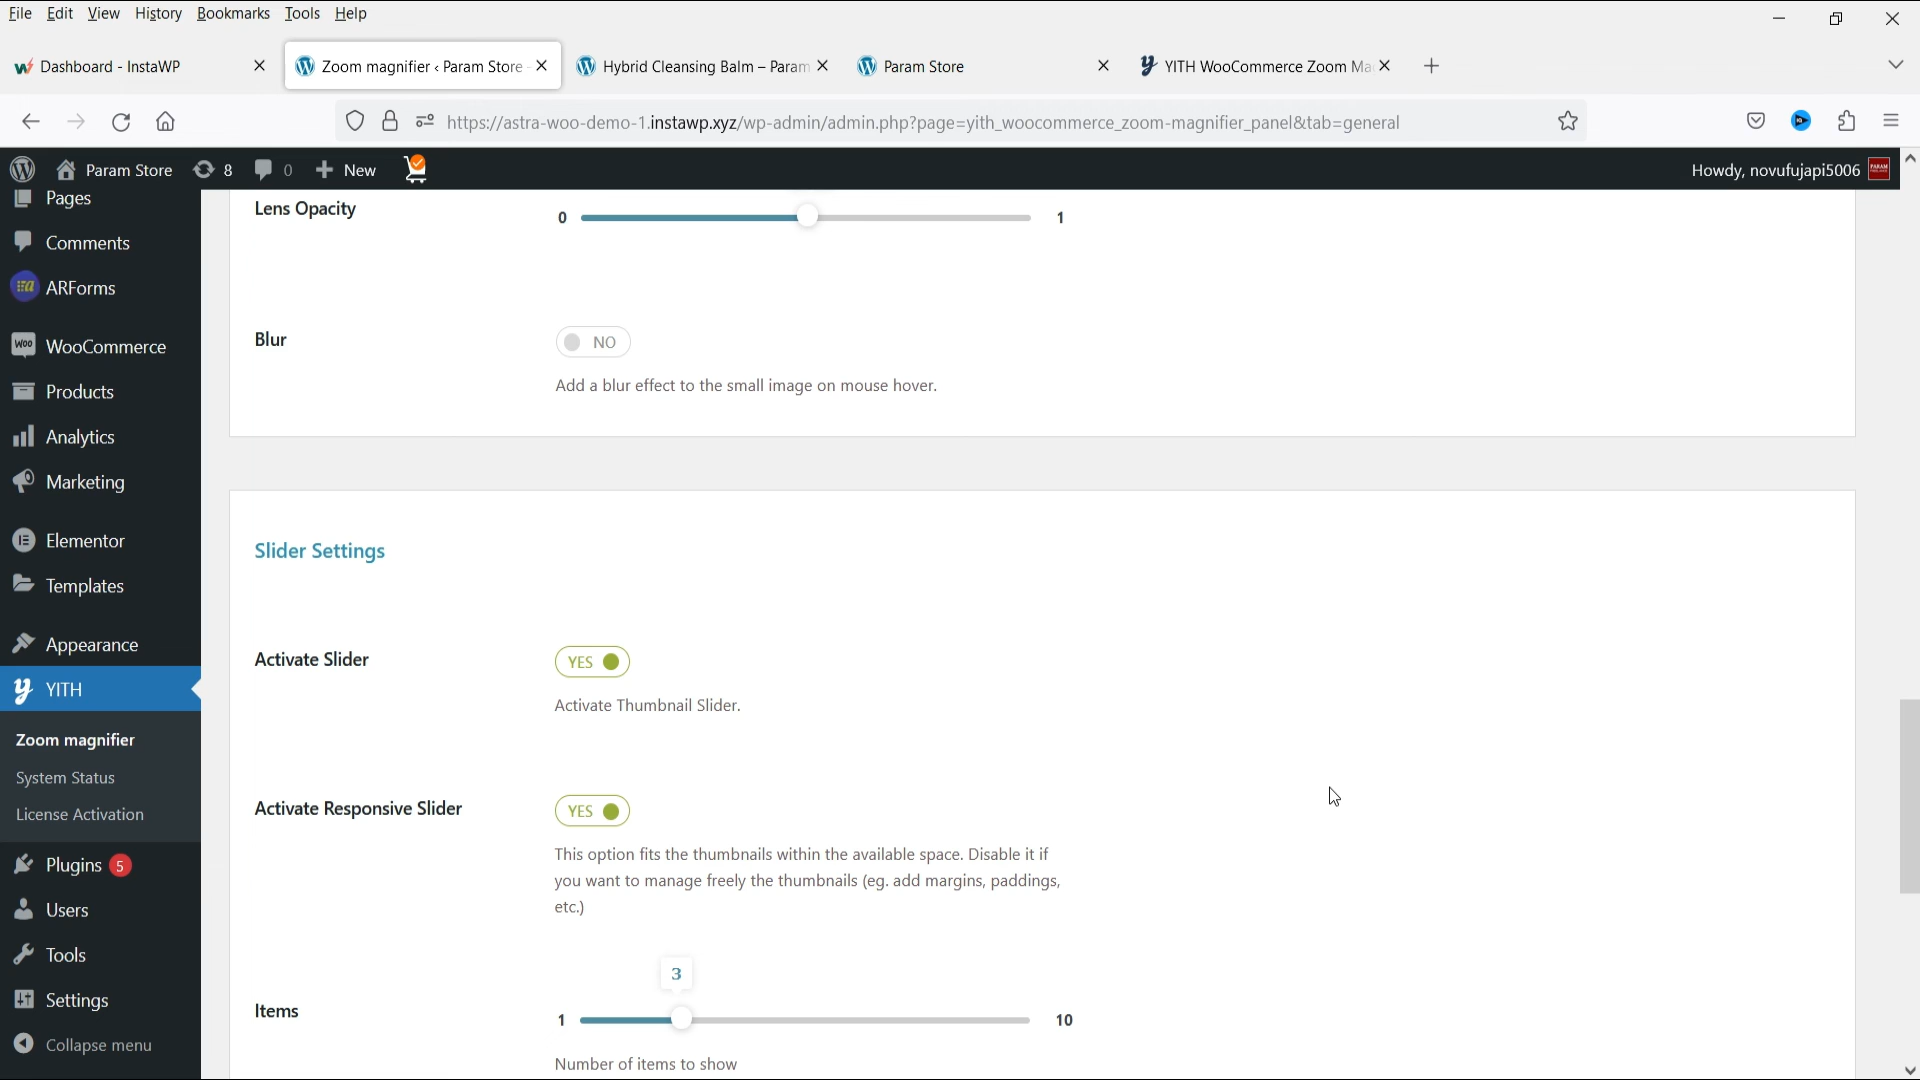 File Edit View History Bookmarks Tools Help
Dashboard - InstaWP
Zoom magnifier ‹ Param Store -
Hybrid Cleansing Balm – Param
Param Store
YITH WooCommerce Zoom Ma
https://astra-woo-demo-1.instawp.xyz/wp-admin/admin.php?page=yith_woocommerce_zoom-magnifier_panel&tab=general
Param Store 8 0 New
Howdy, novufujapi5006
Pages
Comments
ARForms
WooCommerce
Products
Analytics
Marketing
Elementor
Templates
Appearance
YITH
Zoom magnifier
System Status
License Activation
Plugins 5
Users
Tools
Settings
Collapse menu
Lens Opacity
0 1
Blur
NO
Add a blur effect to the small image on mouse hover.
Slider Settings
Activate Slider
YES
Activate Thumbnail Slider.
Activate Responsive Slider
YES
This option fits the thumbnails within the available space. Disable it if
you want to manage freely the thumbnails (eg. add margins, paddings,
etc.)
3
Items
1 10
Number of items to show